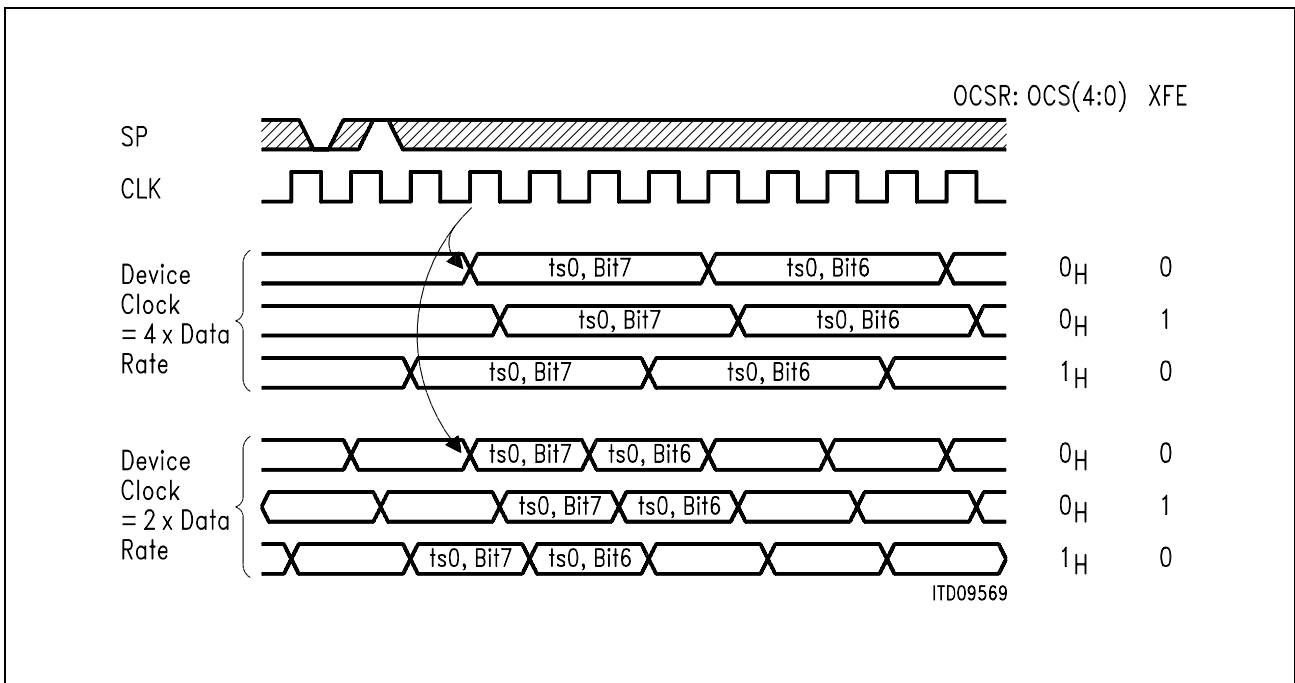 OCSR: OCS(4:0) XFE
SP
CLK
Device
Clock
= 4 x Data
Rate
ts0, Bit7 ts0, Bit6 0H 0
ts0, Bit7 ts0, Bit6 0H 1
ts0, Bit7 ts0, Bit6 1H 0
Device
Clock
= 2 x Data
Rate
ts0, Bit7 ts0, Bit6 0H 0
ts0, Bit7 ts0, Bit6 0H 1
ts0, Bit7 ts0, Bit6 1H 0
ITD09569